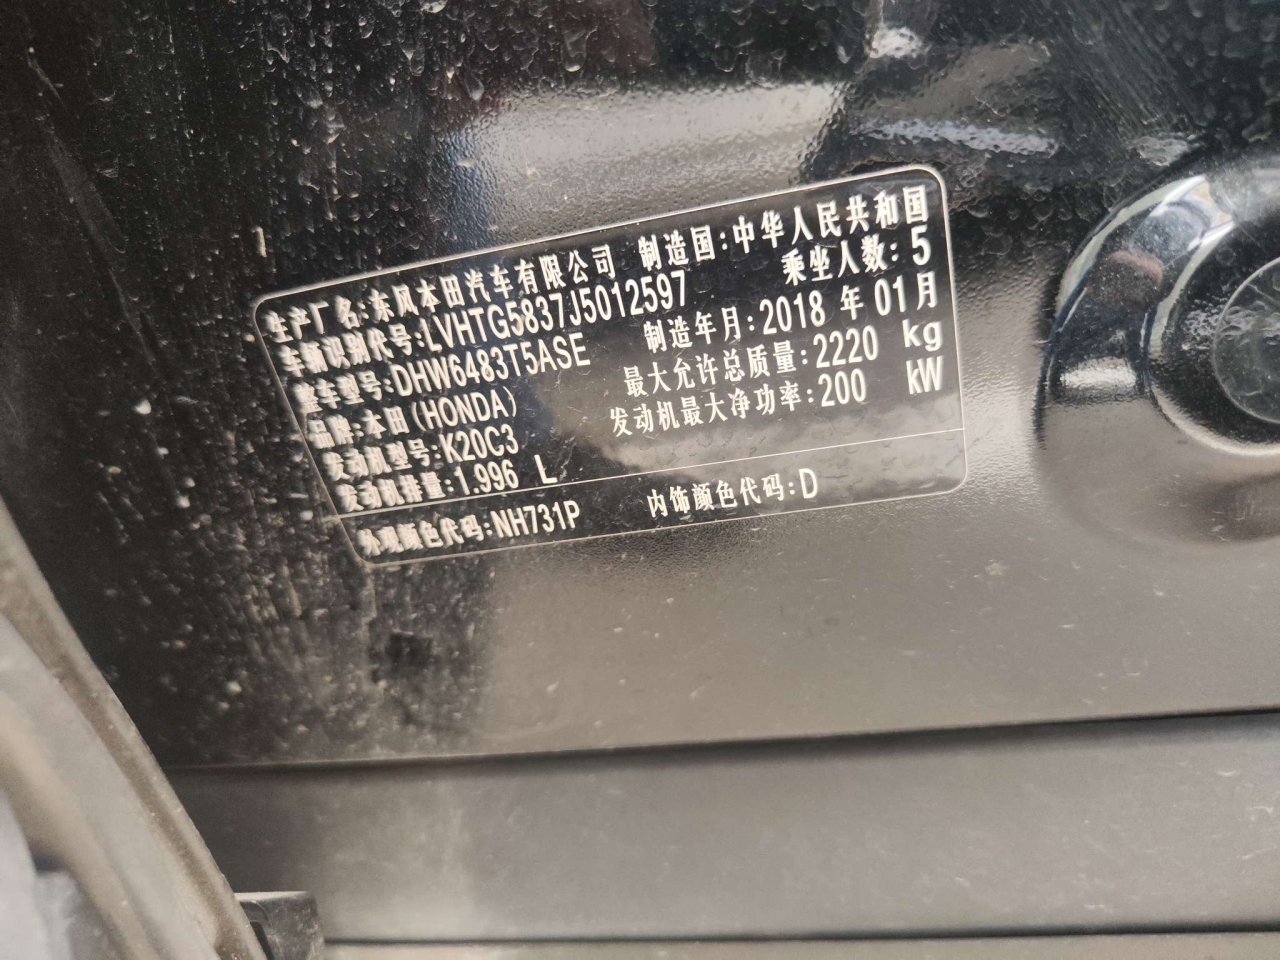 生产厂名:东风本田汽车有限公司 制造国:中华人民共和国
车辆识别代号:LVHTG5837J5012597 乘坐人数:5
整车型号:DHW6483T5ASE 制造年月:2018 年 01月
品牌:本田(HONDA) 最大允许总质量:2220 kg
发动机型号:K20C3 发动机最大净功率:200 kW
发动机排量:1.996 L
外观颜色代码:NH731P 内饰颜色代码:D